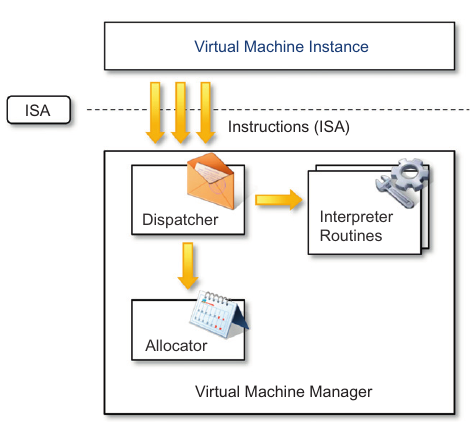 Virtual Machine Instance
ISA
Instructions (ISA)
Dispatcher
Interpreter
Routines
Allocator
Virtual Machine Manager